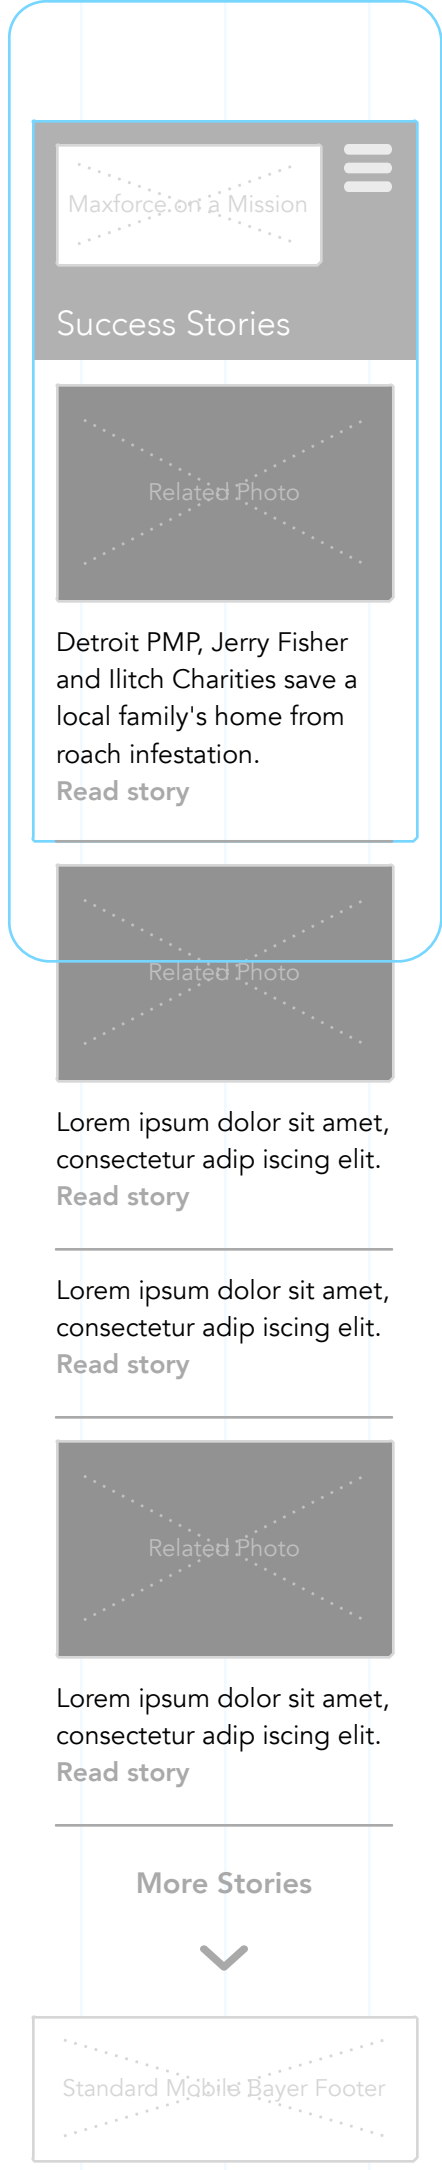 Maxforce on a Mission
Success Stories
Related Photo
Detroit PMP, Jerry Fisher
and Ilitch Charities save a
local family's home from
roach infestation.
Read story
Related Photo
Lorem ipsum dolor sit amet,
consectetur adip iscing elit.
Read story
Lorem ipsum dolor sit amet,
consectetur adip iscing elit.
Read story
Related Photo
Lorem ipsum dolor sit amet,
consectetur adip iscing elit.
Read story
More Stories
Standard Mobile Bayer Footer